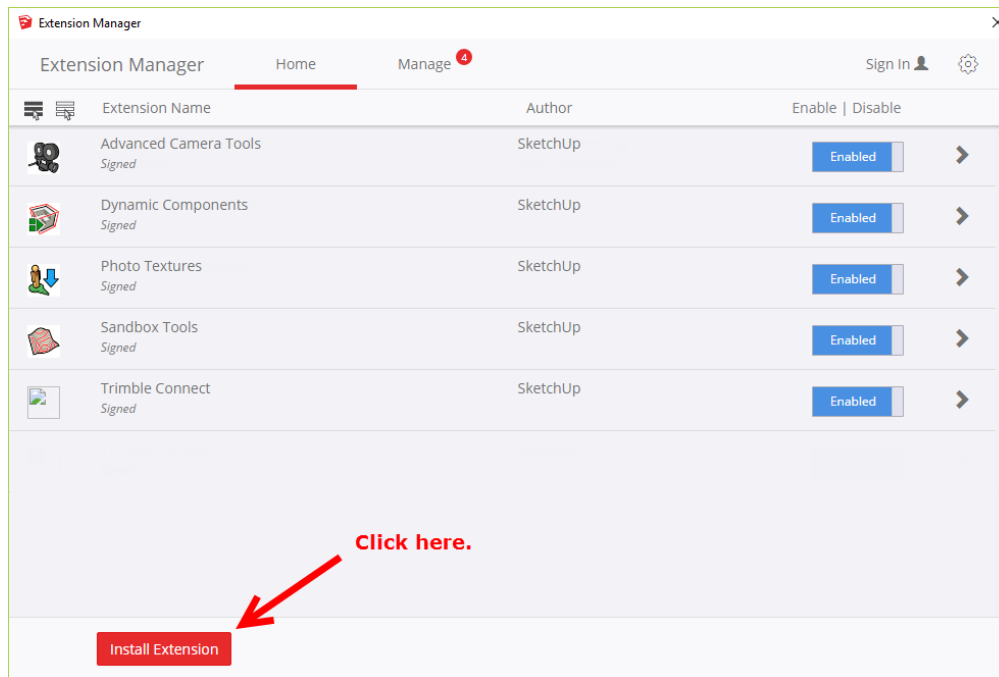 Extension Manager
Extension Manager Home Manage 4 Sign In
Extension Name Author Enable | Disable
Advanced Camera Tools SketchUp Enabled
Signed
Dynamic Components SketchUp Enabled
Signed
Photo Textures SketchUp Enabled
Signed
Sandbox Tools SketchUp Enabled
Signed
Trimble Connect SketchUp Enabled
Signed
Click here.
Install Extension